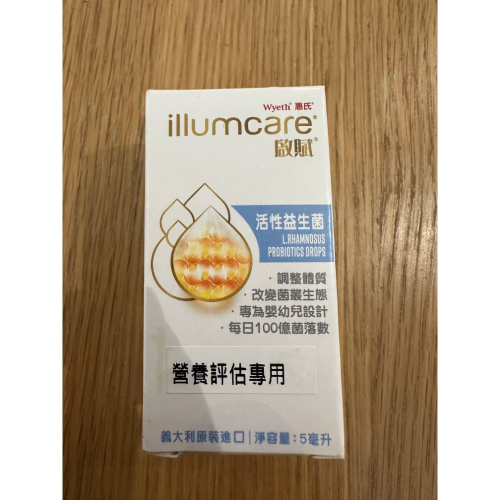 Wyeth® 惠氏®
illumcare®
啟賦®
活性益生菌
L.RHAMNOSUS
PROBIOTICS DROPS
· 調整體質
· 改變菌叢生態
· 專為嬰幼兒設計
· 每日100億菌落數
營養評估專用
義大利原裝進口|淨容量:5毫升